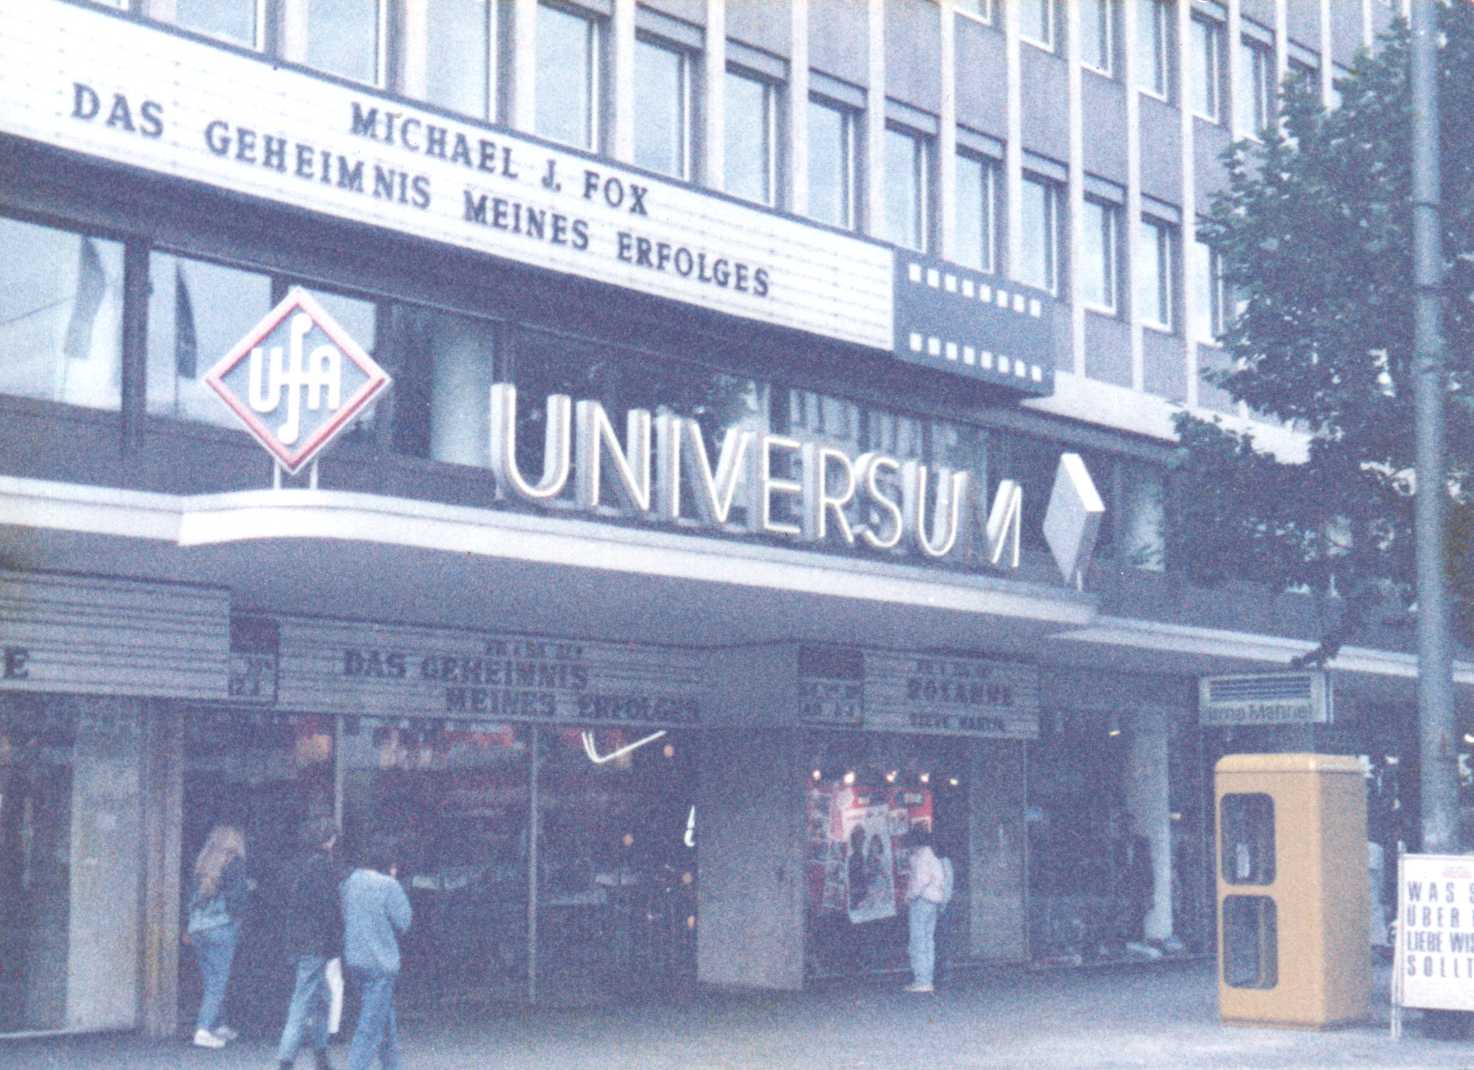 MICHAEL J. FOX
DAS GEHEIMNIS MEINES ERFOLGES
UfA
UNIVERSUM
E
DAS GEHEIMNIS
MEINES ERFOLGES
ROXANNE
STEVE MARTIN
WAS S
ÜBER
LIEBE WIS
SOLLT